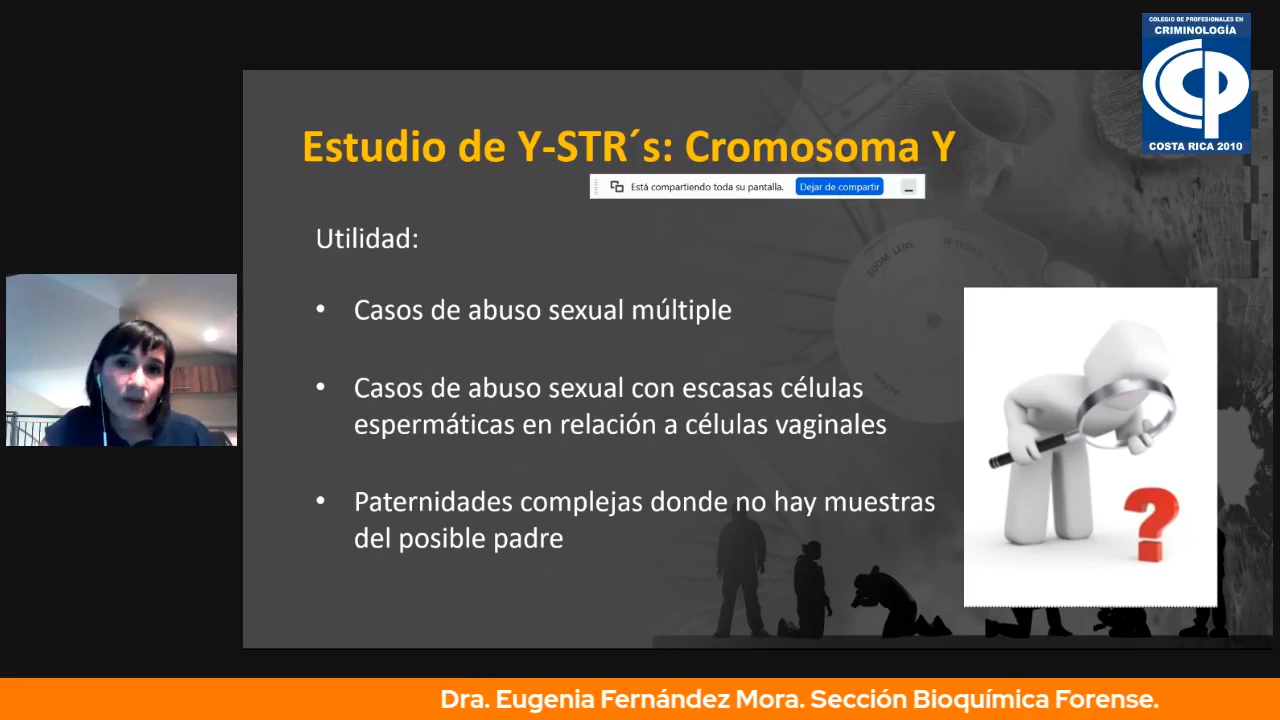 COLEGIO DE PROFESIONALES EN
CRIMINOLOGÍA
COSTA RICA 2010
Estudio de Y-STR´s: Cromosoma Y
Está compartiendo toda su pantalla.
Dejar de compartir
Utilidad:
• Casos de abuso sexual múltiple
• Casos de abuso sexual con escasas células
espermáticas en relación a células vaginales
• Paternidades complejas donde no hay muestras
del posible padre
ZOOM LENS
?
Dra. Eugenia Fernández Mora. Sección Bioquímica Forense.